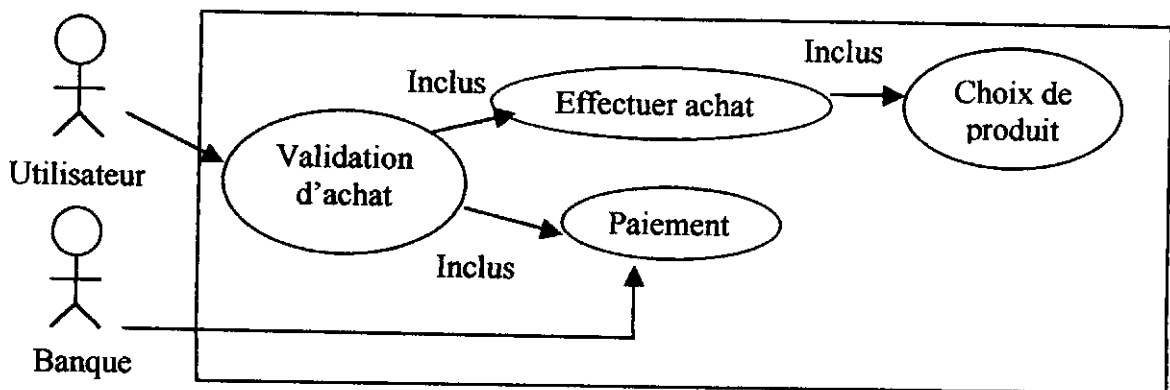 Inclus
Inclus
Effectuer achat
Choix de
produit
Validation
d'achat
Utilisateur
Paiement
Inclus
Banque